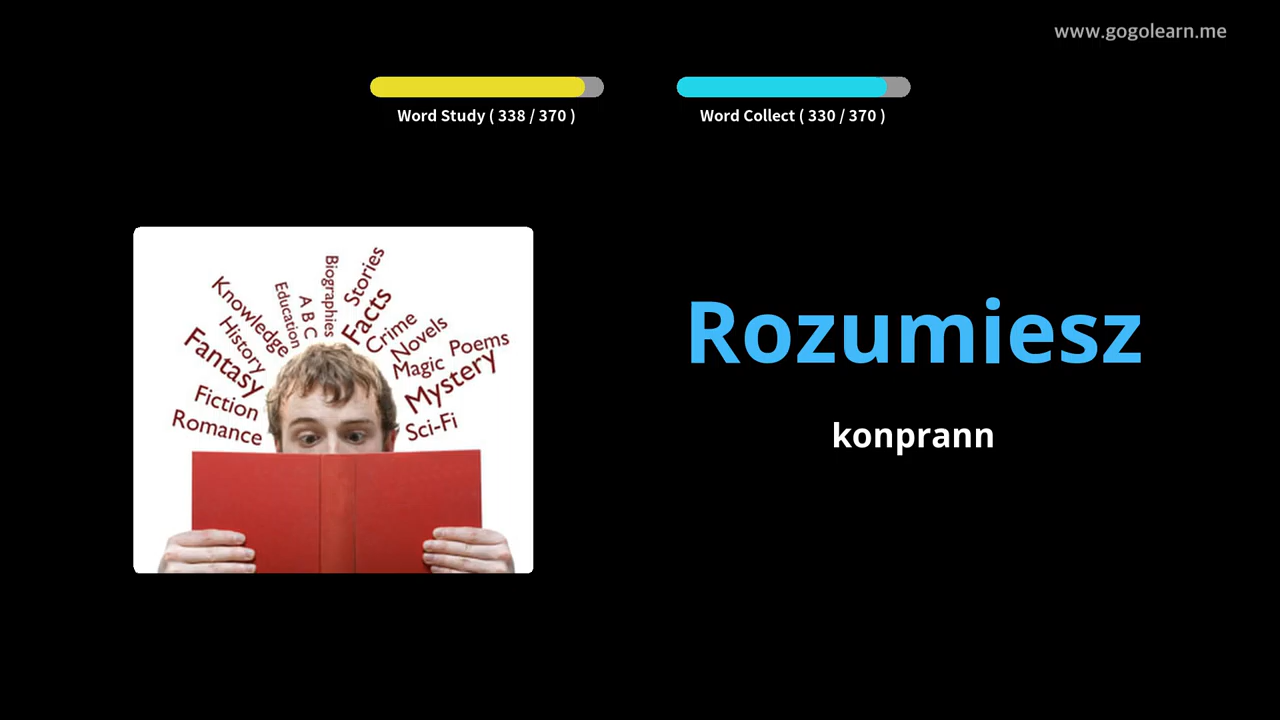 www.gogolearn.me
Word Study ( 338 / 370 )
Word Collect ( 330 / 370 )
Biographies
Stories
Education
A B C
Facts
Knowledge
Crime
History
Novels
Fantasy
Magic
Poems
Fiction
Mystery
Romance
Sci-Fi
Rozumiesz
konprann